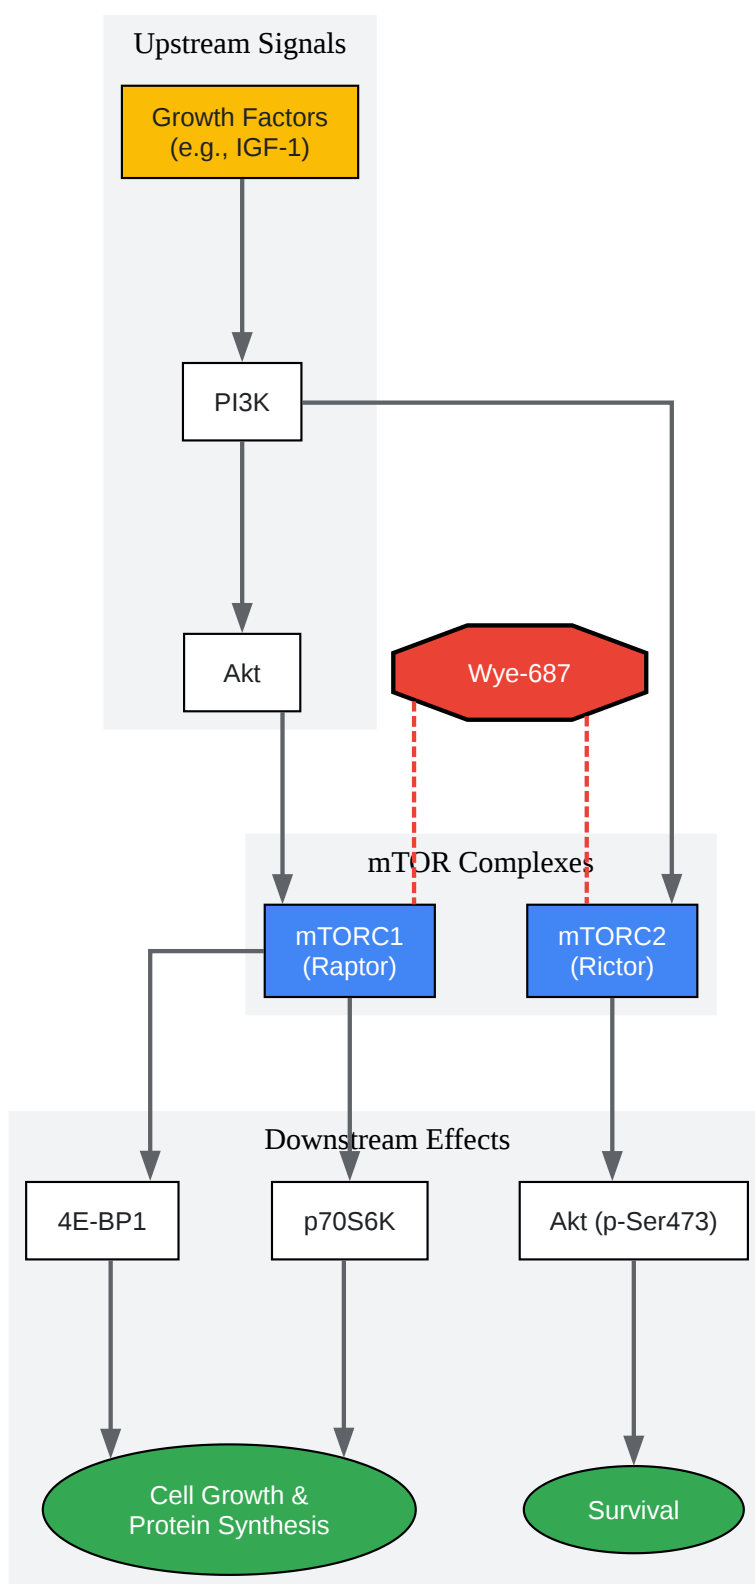 Upstream Signals
Growth Factors
(e.g., IGF-1)
PI3K
Akt
Wye-687
mTOR Complexes
mTORC1
(Raptor)
mTORC2
(Rictor)
Downstream Effects
4E-BP1
p70S6K
Akt (p-Ser473)
Cell Growth &
Protein Synthesis
Survival